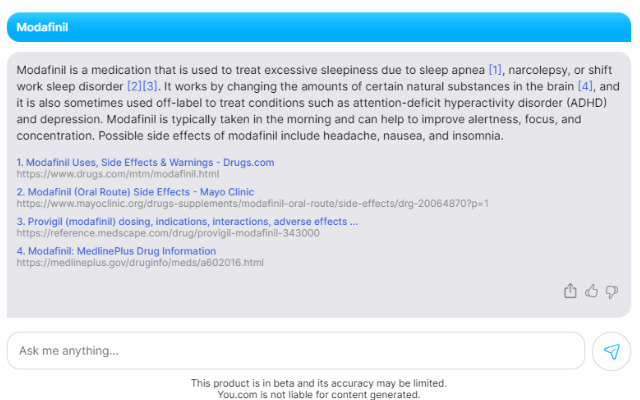 Modafinil
Modafinil is a medication that is used to treat excessive sleepiness due to sleep apnea [1], narcolepsy, or shift
work sleep disorder [2][3]. It works by changing the amounts of certain natural substances in the brain [4], and
it is also sometimes used off-label to treat conditions such as attention-deficit hyperactivity disorder (ADHD)
and depression. Modafinil is typically taken in the morning and can help to improve alertness, focus, and
concentration. Possible side effects of modafinil include headache, nausea, and insomnia.
1. Modafinil Uses, Side Effects & Warnings - Drugs.com
https://www.drugs.com/mtm/modafinil.html
2. Modafinil (Oral Route) Side Effects - Mayo Clinic
https://www.mayoclinic.org/drugs-supplements/modafinil-oral-route/side-effects/drg-20064870?p=1
3. Provigil (modafinil) dosing, indications, interactions, adverse effects ...
https://reference.medscape.com/drug/provigil-modafinil-343000
4. Modafinil: MedlinePlus Drug Information
https://medlineplus.gov/druginfo/meds/a602016.html
Ask me anything...
This product is in beta and its accuracy may be limited.
You.com is not liable for content generated.